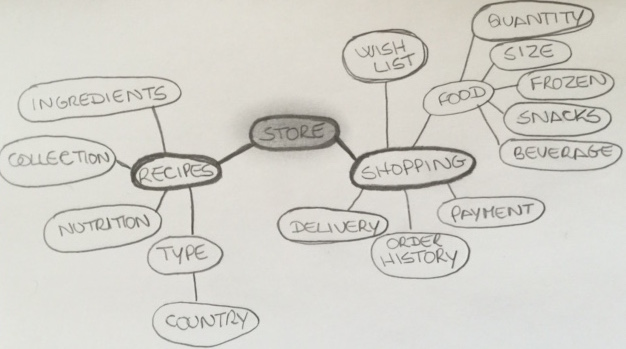 QUANTITY
WISH
LIST
SIZE
INGREDIENTS
FOOD
FROZEN
STORE
SNACKS
COLLECTION
RECIPES
SHOPPING
BEVERAGE
NUTRITION
DELIVERY
PAYMENT
TYPE
ORDER
HISTORY
COUNTRY